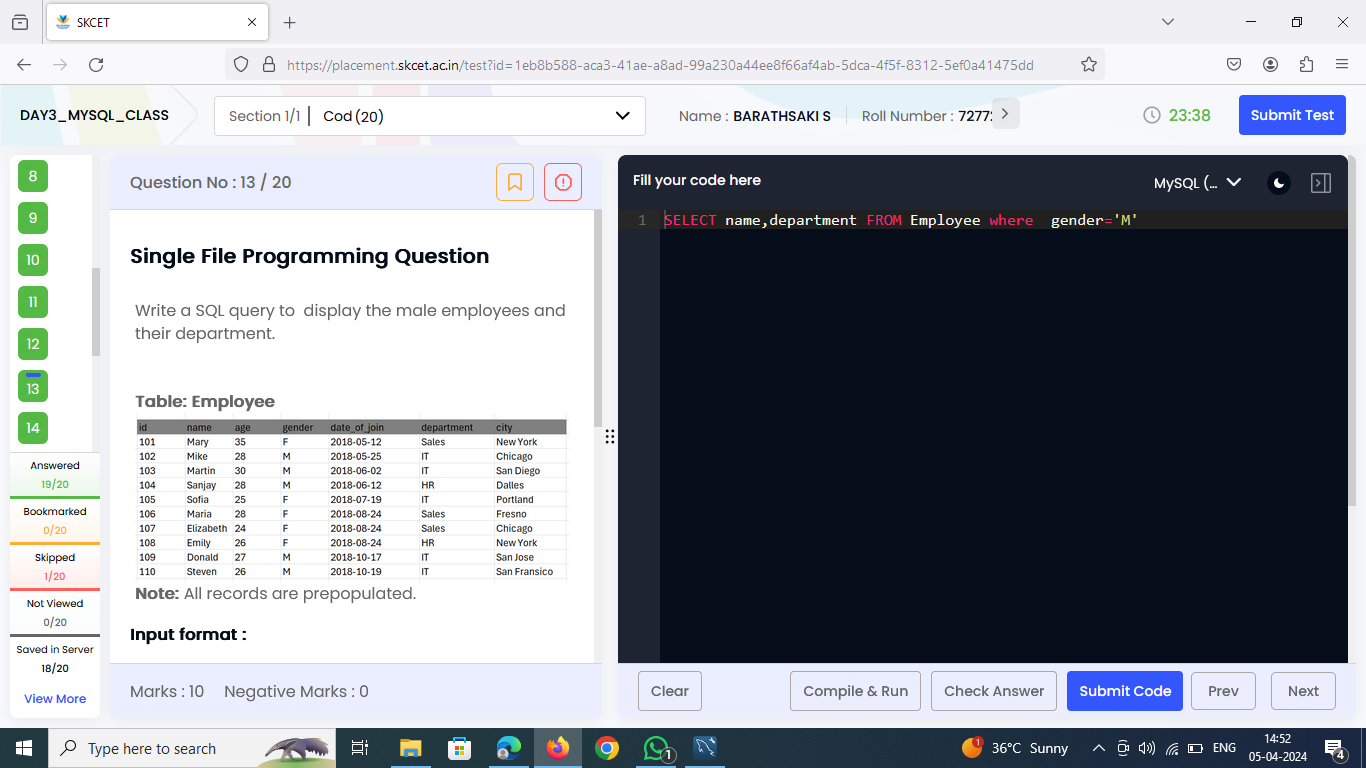 SKCET
https://placement.skcet.ac.in/test?id=1eb8b588-aca3-41ae-a8ad-99a230a44ee8f66af4ab-5dca-4f5f-8312-5ef0a41475dd
DAY3_MYSQL_CLASS
Section 1/1 | Cod (20)
Name : BARATHSAKI S
Roll Number : 7277
23:38
Submit Test
8
9
10
11
12
13
14
Answered
19/20
Bookmarked
0/20
Skipped
1/20
Not Viewed
0/20
Saved in Server
18/20
View More
Question No : 13 / 20
Single File Programming Question
Write a SQL query to  display the male employees and
their department.
Table: Employee
id name age gender date_of_join department city
101 Mary 35 F 2018-05-12 Sales New York
102 Mike 28 M 2018-05-25 IT Chicago
103 Martin 30 M 2018-06-02 IT San Diego
104 Sanjay 28 M 2018-06-12 HR Dalles
105 Sofia 25 F 2018-07-19 IT Portland
106 Maria 28 F 2018-08-24 Sales Fresno
107 Elizabeth 24 F 2018-08-24 Sales Chicago
108 Emily 26 F 2018-08-24 HR New York
109 Donald 27 M 2018-10-17 IT San Jose
110 Steven 26 M 2018-10-19 IT San Fransico
Note: All records are prepopulated.
Input format :
Marks : 10 Negative Marks : 0
Fill your code here
MySQL (...
1 SELECT name,department FROM Employee where  gender='M'
Clear
Compile & Run
Check Answer
Submit Code
Prev
Next
Type here to search
1
1
36°C Sunny
ENG
14:52
05-04-2024
4